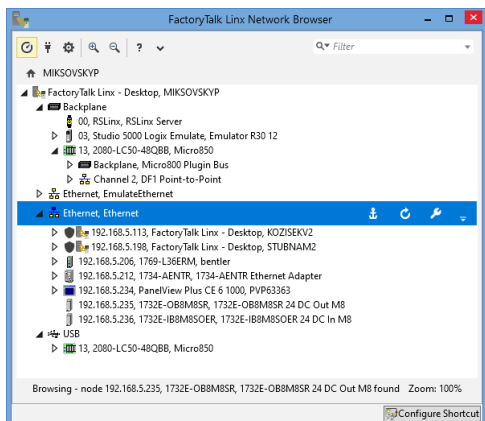 FactoryTalk Linx Network Browser
Filter
MIKSOVSKYP
FactoryTalk Linx - Desktop, MIKSOVSKYP
Backplane
00, RSLinx, RSLinx Server
03, Studio 5000 Logix Emulate, Emulator R30 12
13, 2080-LC50-48QBB, Micro850
Backplane, Micro800 Plugin Bus
Channel 2, DF1 Point-to-Point
Ethernet, EmulateEthernet
Ethernet, Ethernet
192.168.5.113, FactoryTalk Linx - Desktop, KOZISEKV2
192.168.5.198, FactoryTalk Linx - Desktop, STUBNAM2
192.168.5.206, 1769-L36ERM, bentler
192.168.5.212, 1734-AENTR, 1734-AENTR Ethernet Adapter
192.168.5.234, PanelView Plus CE 6 1000, PVP63363
192.168.5.235, 1732E-OB8M8SR, 1732E-OB8M8SR 24 DC Out M8
192.168.5.236, 1732E-IB8M8SOER, 1732E-IB8M8SOER 24 DC In M8
USB
13, 2080-LC50-48QBB, Micro850
Browsing - node 192.168.5.235, 1732E-OB8M8SR, 1732E-OB8M8SR 24 DC Out M8 found Zoom: 100%
Configure Shortcut